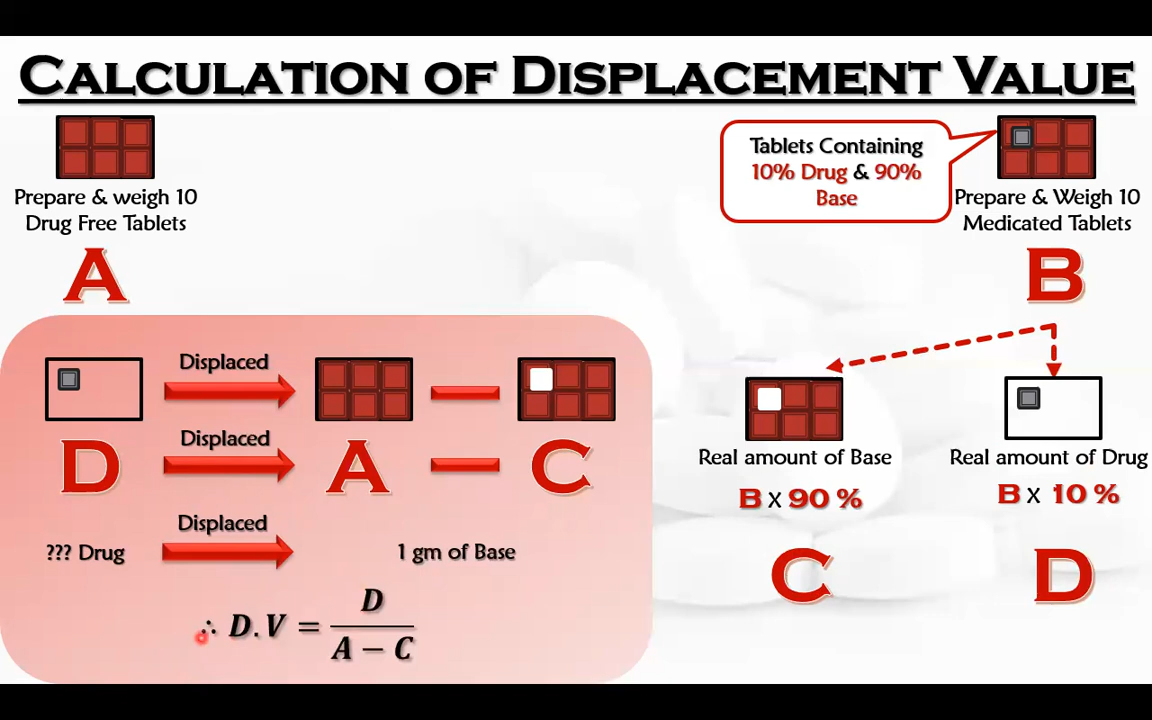 CALCULATION OF DISPLACEMENT VALUE
Prepare & weigh 10
Drug Free Tablets
A
Tablets Containing
10% Drug & 90%
Base
Prepare & Weigh 10
Medicated Tablets
B
Displaced
Displaced
D
A
C
Displaced
??? Drug
1 gm of Base
∴ D.V = D / (A − C)
Real amount of Base
B x 90 %
C
Real amount of Drug
B x 10 %
D